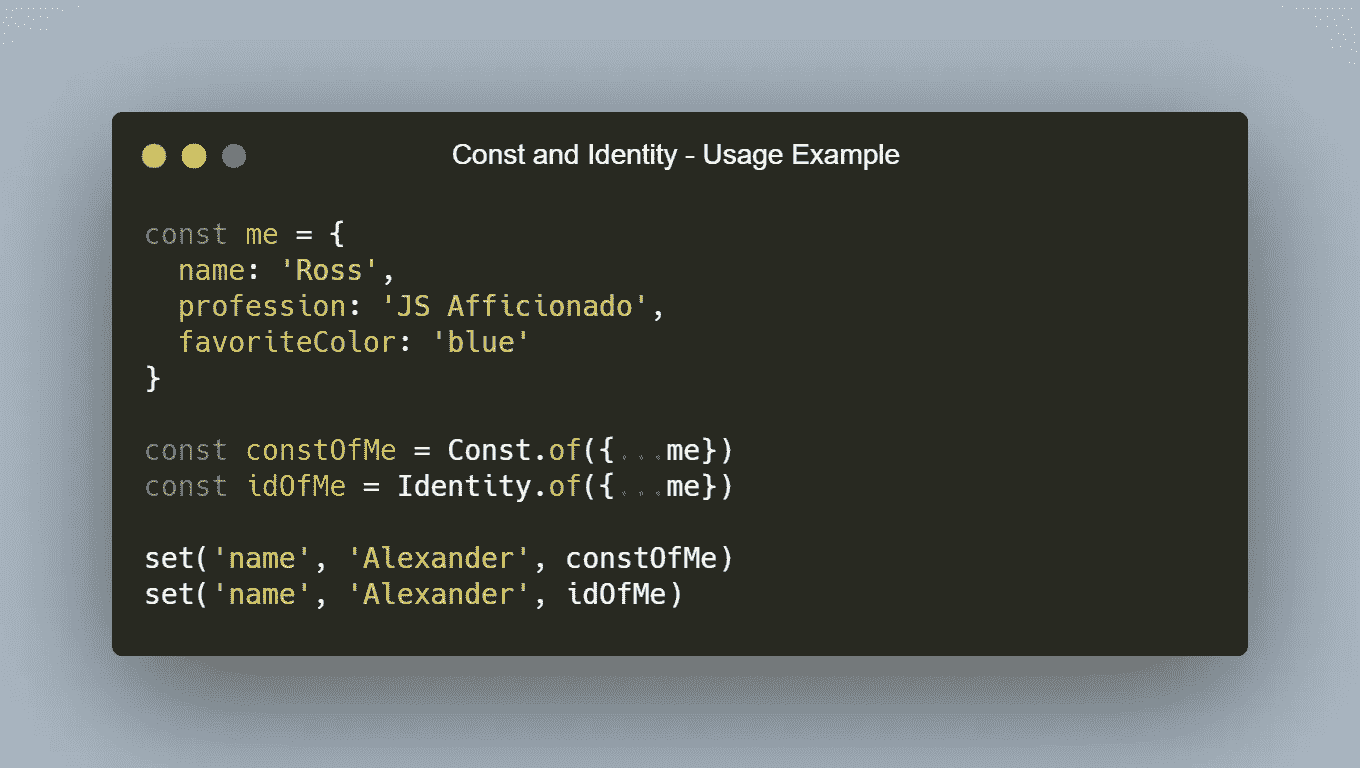 Const and Identity - Usage Example
const me = {
  name: 'Ross',
  profession: 'JS Afficionado',
  favoriteColor: 'blue'
}
const constOfMe = Const.of({...me})
const idOfMe = Identity.of({...me})
set('name', 'Alexander', constOfMe)
set('name', 'Alexander', idOfMe)